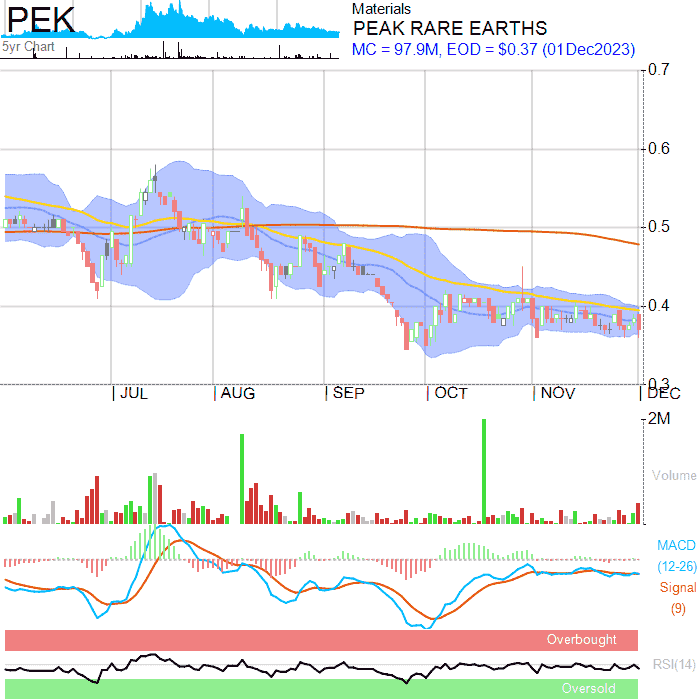 PEK
5yr Chart
Materials
PEAK RARE EARTHS
MC = 97.9M, EOD = $0.37 (01Dec2023)
0.7
0.6
0.5
0.4
0.3
JUL AUG SEP OCT NOV DEC
2M
Volume
MACD
(12-26)
Signal
(9)
Overbought
RSI(14)
Oversold